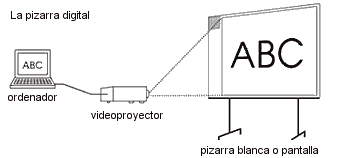 La pizarra digital
ABC
ABC
ordenador
videoproyector
pizarra blanca o pantalla